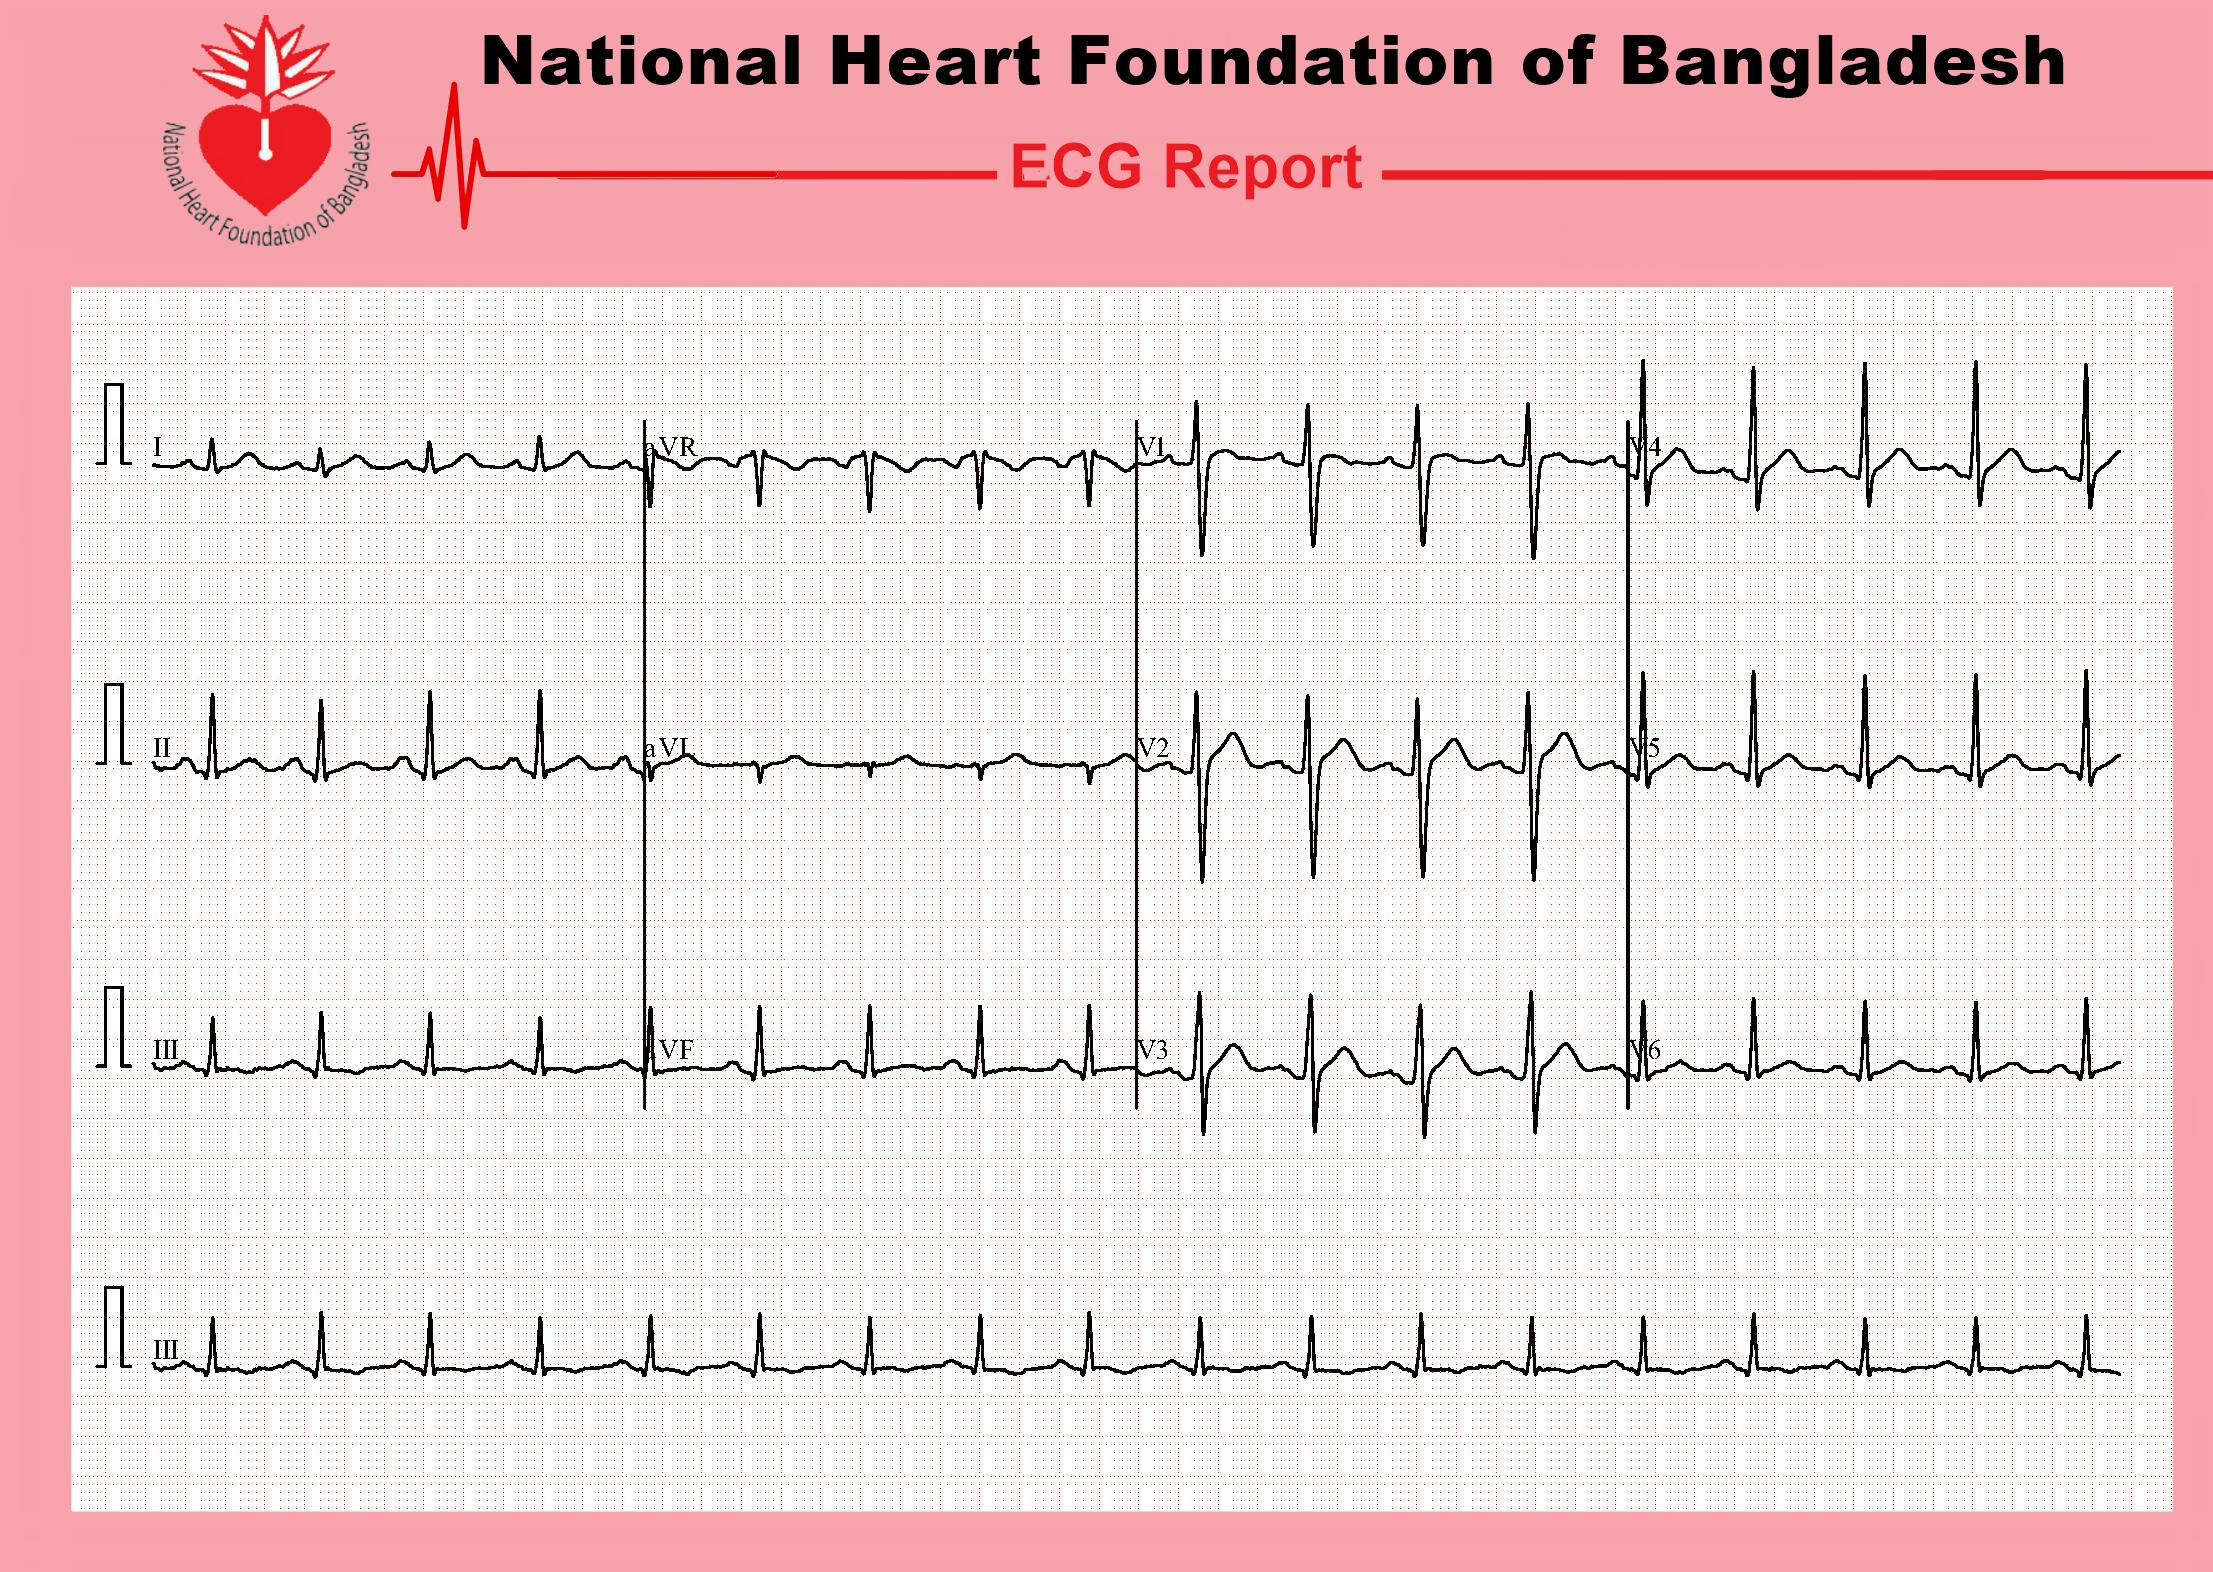 National Heart Foundation of Bangladesh
National Heart Foundation of Bangladesh
ECG Report
I
aVR
V1
V4
II
aVL
V2
V5
III
VF
V3
V6
III